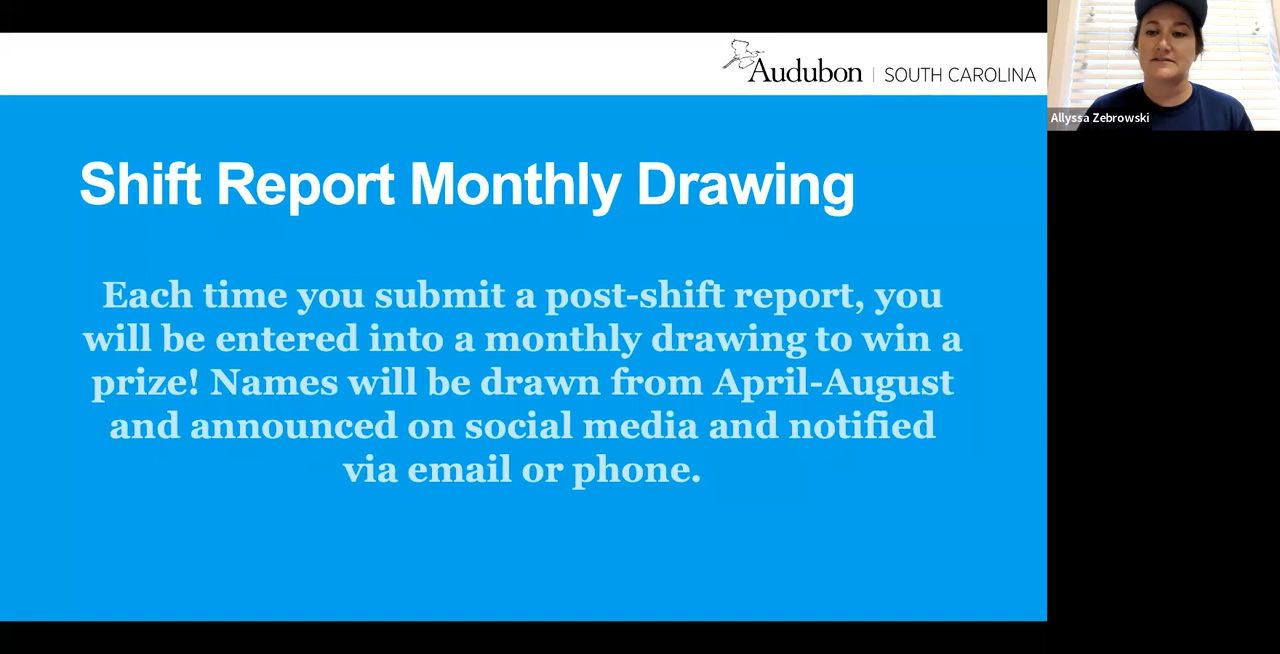 Audubon | SOUTH CAROLINA
Allyssa Zebrowski
Shift Report Monthly Drawing
Each time you submit a post-shift report, you
will be entered into a monthly drawing to win a
prize! Names will be drawn from April-August
and announced on social media and notified
via email or phone.